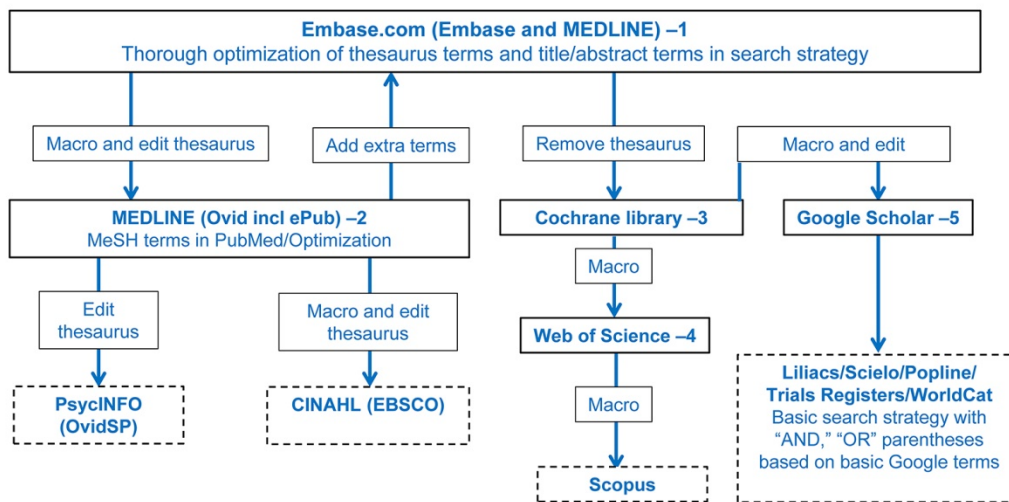 Embase.com (Embase and MEDLINE) –1
Thorough optimization of thesaurus terms and title/abstract terms in search strategy
Macro and edit thesaurus
Add extra terms
Remove thesaurus
Macro and edit
MEDLINE (Ovid incl ePub) –2
MeSH terms in PubMed/Optimization
Cochrane library –3
Google Scholar –5
Macro
Edit
thesaurus
Macro and edit
thesaurus
Web of Science –4
PsycINFO
(OvidSP)
CINAHL (EBSCO)
Macro
Liliacs/Scielo/Popline/
Trials Registers/WorldCat
Basic search strategy with
“AND,” “OR” parentheses
based on basic Google terms
Scopus